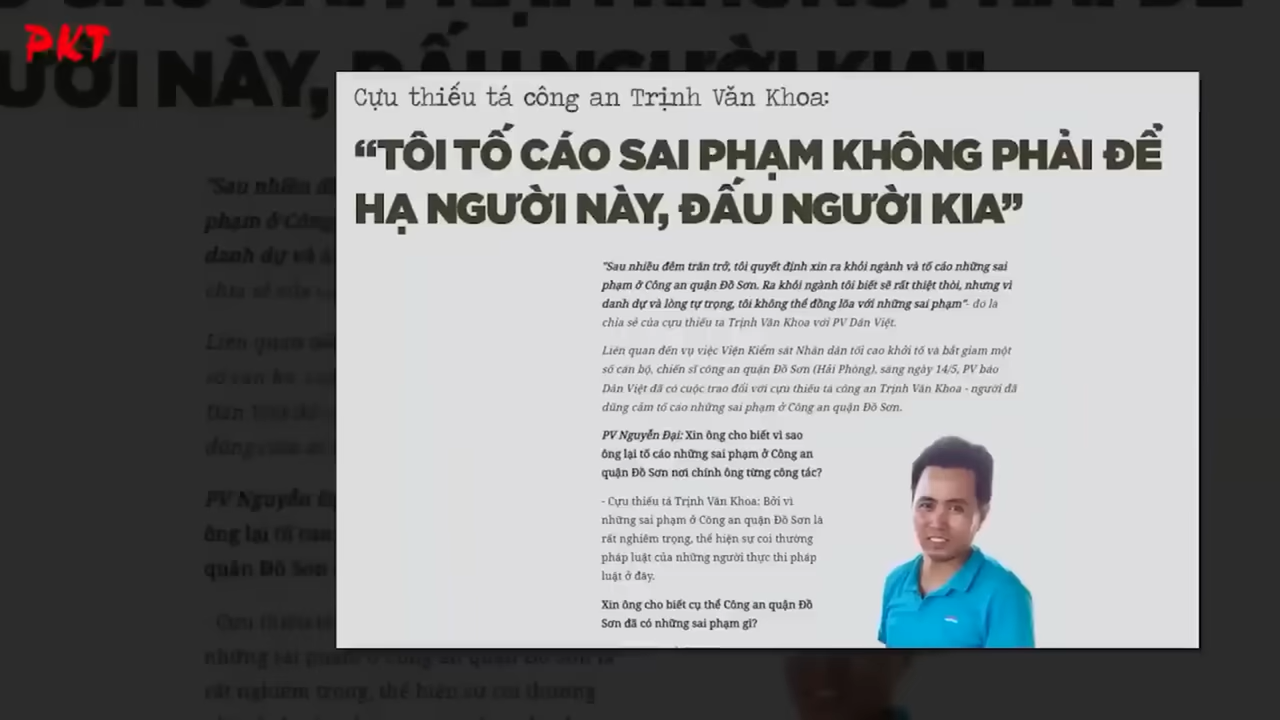 PKT
Cựu thiếu tá công an Trịnh Văn Khoa:
“TÔI TỐ CÁO SAI PHẠM KHÔNG PHẢI ĐỂ
HẠ NGƯỜI NÀY, ĐẤU NGƯỜI KIA”
"Sau nhiều đêm trăn trở, tôi quyết định xin ra khỏi ngành và tố cáo những sai
phạm ở Công an quận Đồ Sơn. Ra khỏi ngành tôi biết sẽ rất thiệt thòi, nhưng vì
danh dự và lòng tự trọng, tôi không thể đồng lõa với những sai phạm"- đó là
chia sẻ của cựu thiếu tá Trịnh Văn Khoa với PV Dân Việt.
Liên quan đến vụ việc Viện Kiểm sát Nhân dân tối cao khởi tố và bắt giam một
số cán bộ, chiến sĩ công an quận Đồ Sơn (Hải Phòng), sáng ngày 14/5, PV báo
Dân Việt đã có cuộc trao đổi với cựu thiếu tá công an Trịnh Văn Khoa - người đã
dũng cảm tố cáo những sai phạm ở Công an quận Đồ Sơn.
PV Nguyễn Đại: Xin ông cho biết vì sao
ông lại tố cáo những sai phạm ở Công an
quận Đồ Sơn nơi chính ông từng công tác?
- Cựu thiếu tá Trịnh Văn Khoa: Bởi vì
những sai phạm ở Công an quận Đồ Sơn là
rất nghiêm trọng, thể hiện sự coi thường
pháp luật của những người thực thi pháp
luật ở đây.
Xin ông cho biết cụ thể Công an quận Đồ
Sơn đã có những sai phạm gì?